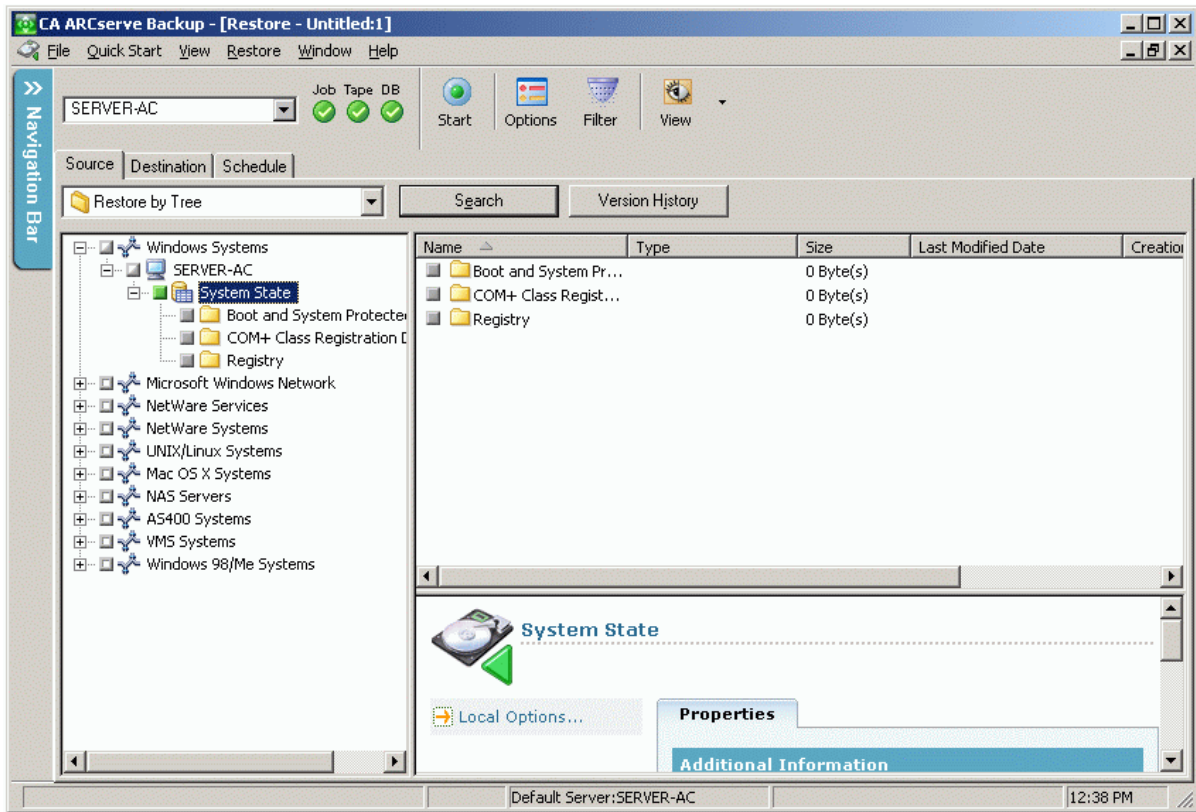 CA ARCserve Backup - [Restore - Untitled:1]
File Quick Start View Restore Window Help
Navigation Bar
SERVER-AC
Job Tape DB
Start Options Filter View
Source Destination Schedule
Restore by Tree Search Version History
Windows Systems
SERVER-AC
System State
Boot and System Protecte
COM+ Class Registration D
Registry
Microsoft Windows Network
NetWare Services
NetWare Systems
UNIX/Linux Systems
Mac OS X Systems
NAS Servers
AS400 Systems
VMS Systems
Windows 98/Me Systems
Name Type Size Last Modified Date Creation
Boot and System Pr... 0 Byte(s)
COM+ Class Regist... 0 Byte(s)
Registry 0 Byte(s)
System State
Local Options...
Properties
Additional Information
Default Server:SERVER-AC 12:38 PM